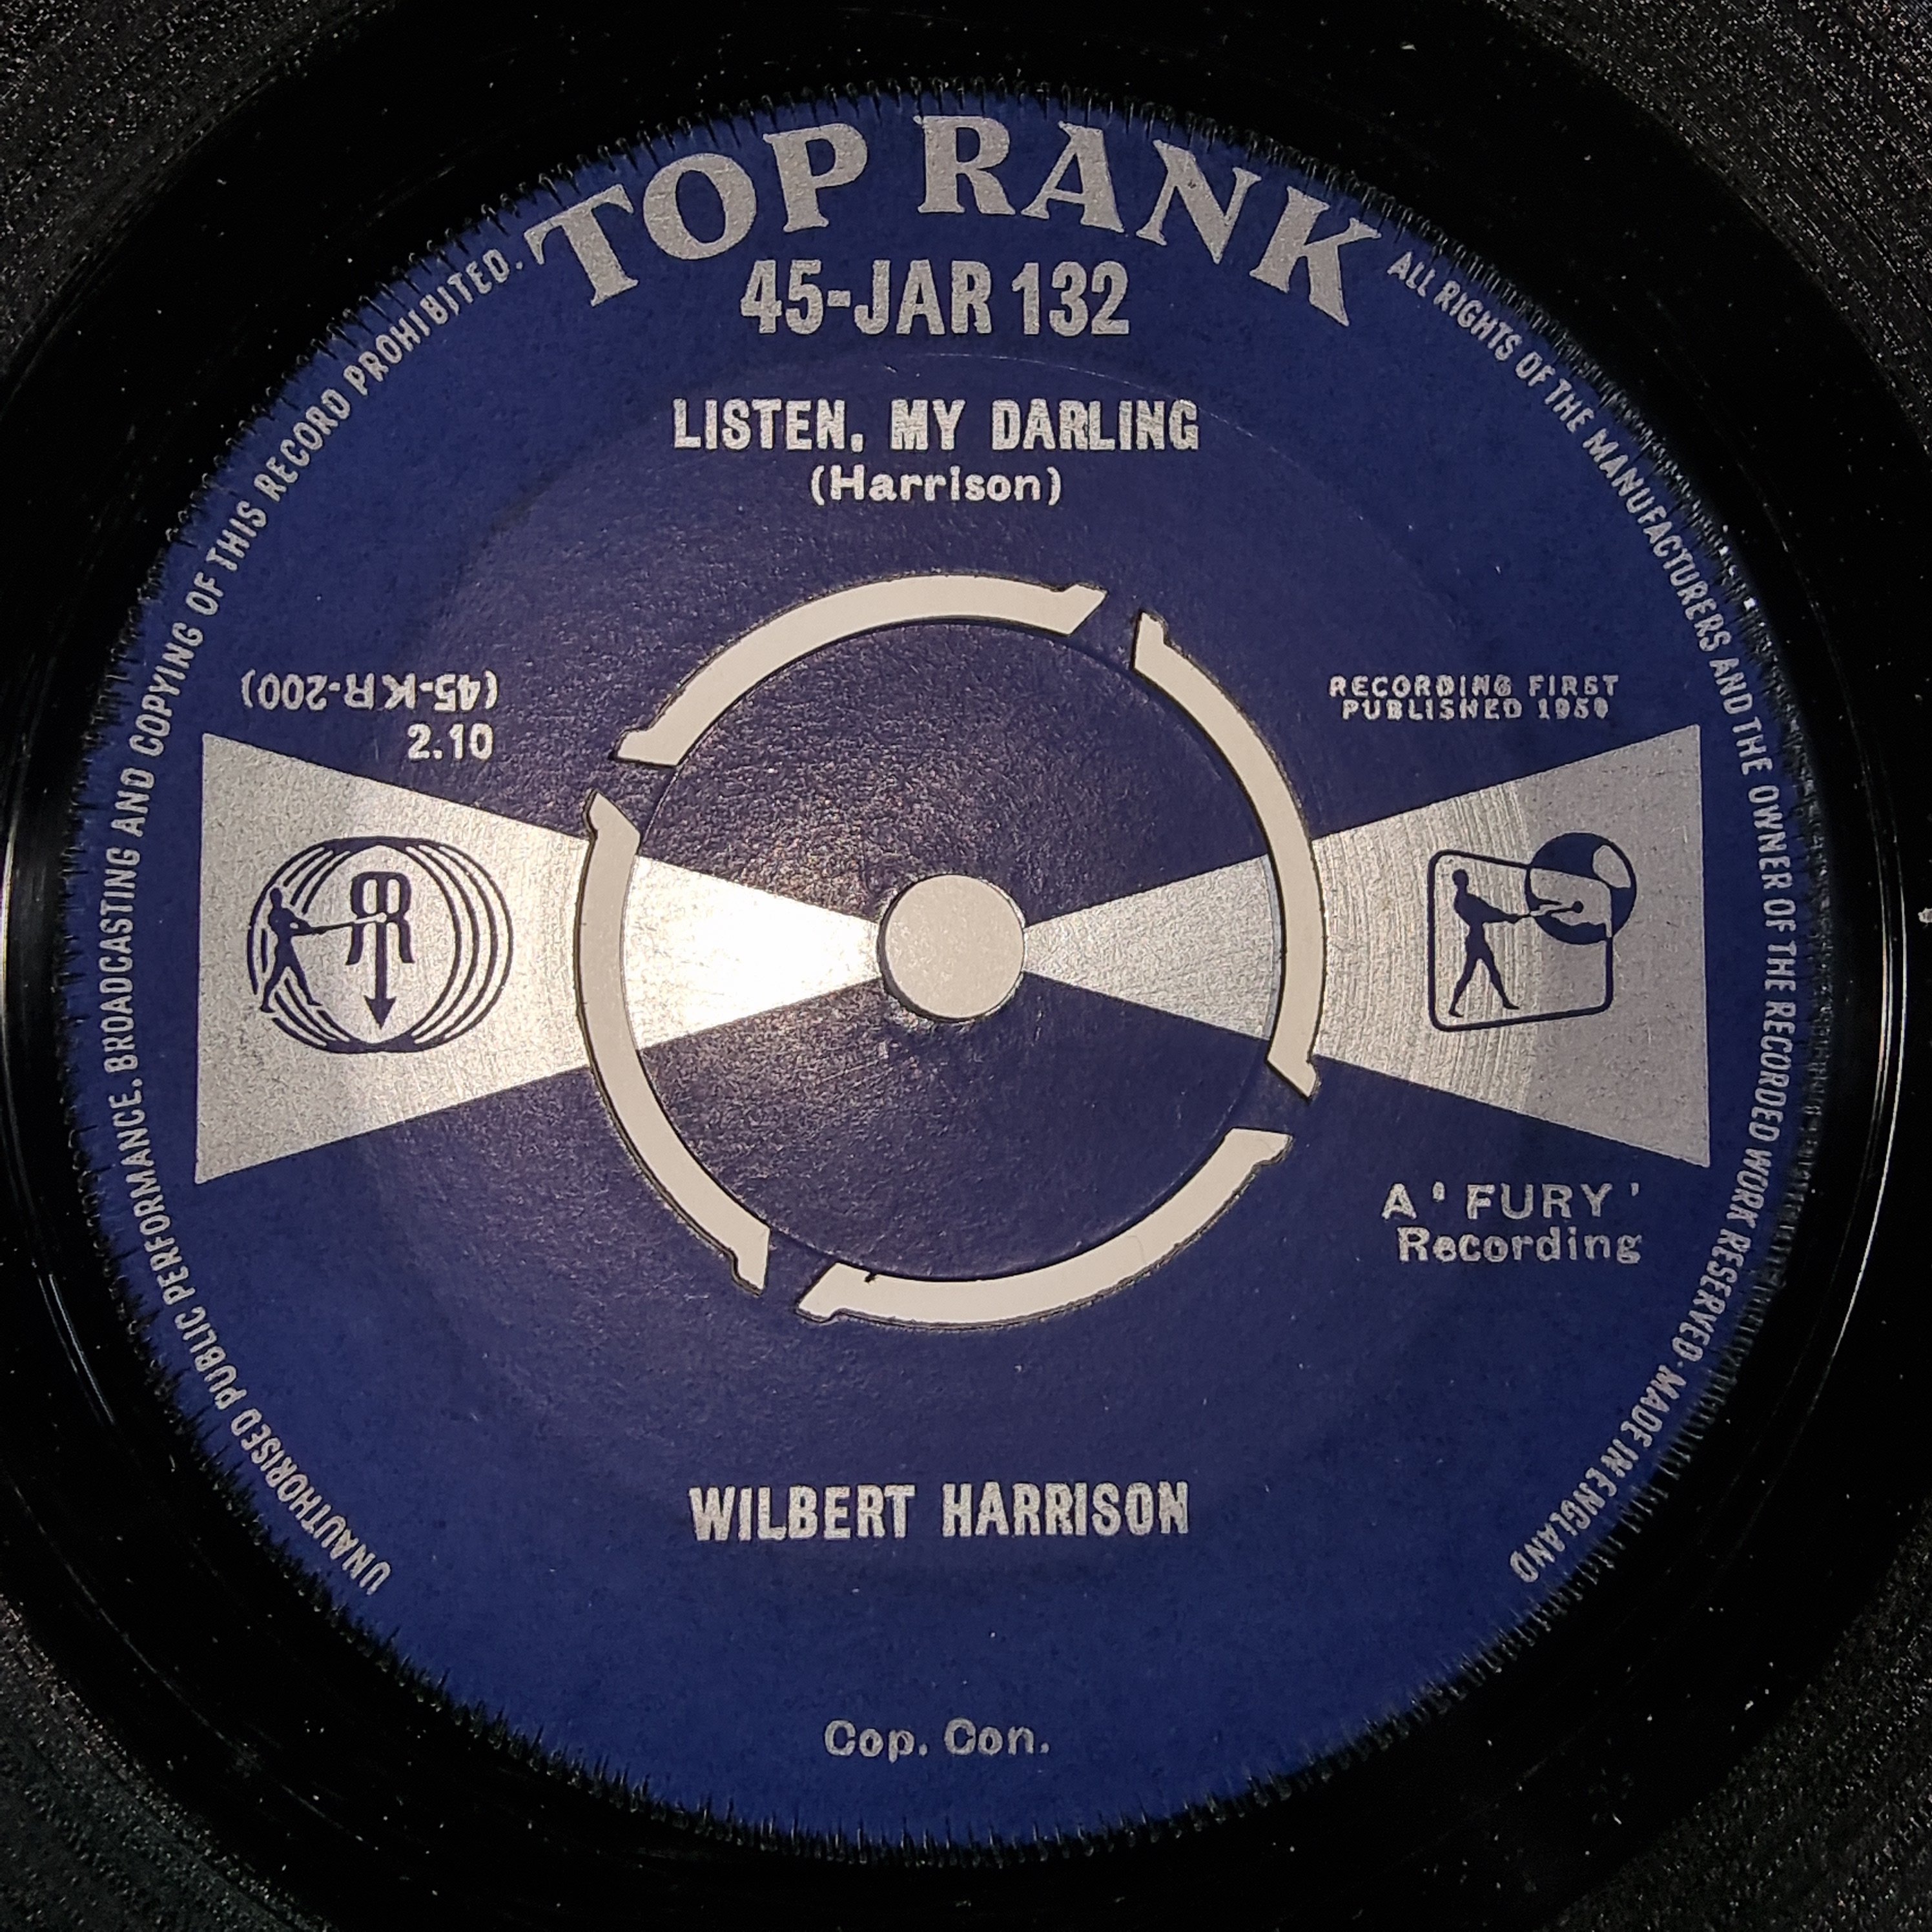 TOP RANK
45-JAR 132
LISTEN, MY DARLING
(Harrison)
(45-KR-200)
2.10
RECORDING FIRST
PUBLISHED 1959
A 'FURY'
Recording
WILBERT HARRISON
Cop. Con.
UNAUTHORISED PUBLIC PERFORMANCE. BROADCASTING AND COPYING OF THIS RECORD PROHIBITED.
ALL RIGHTS OF THE MANUFACTURERS AND THE OWNER OF THE RECORDED WORK RESERVED. MADE IN ENGLAND